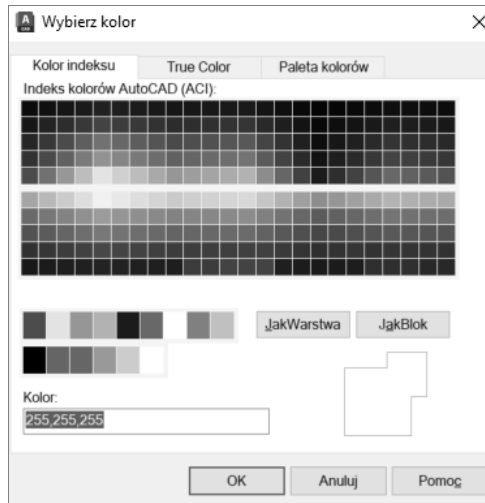 Wybierz kolor
Kolor indeksu
True Color
Paleta kolorów
Indeks kolorów AutoCAD (ACI):
JakWarstwa
JąkBlok
Kolor:
255,255,255
OK
Anuluj
Pomoc